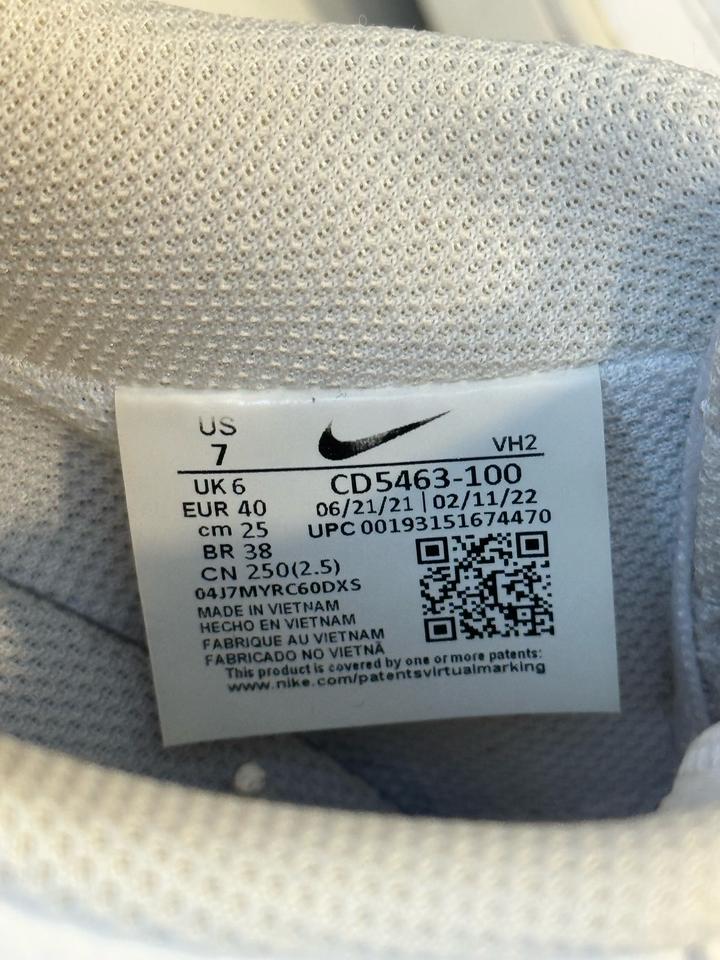 US
7
VH2
UK 6
EUR 40
cm 25
BR 38
CN 250(2.5)
04J7MYRC60DXS
CD5463-100
06/21/21 | 02/11/22
UPC 00193151674470
MADE IN VIETNAM
HECHO EN VIETNAM
FABRIQUE AU VIETNAM
FABRICADO NO VIETNÃ
This product is covered by one or more patents:
www.nike.com/patentsvirtualmarking